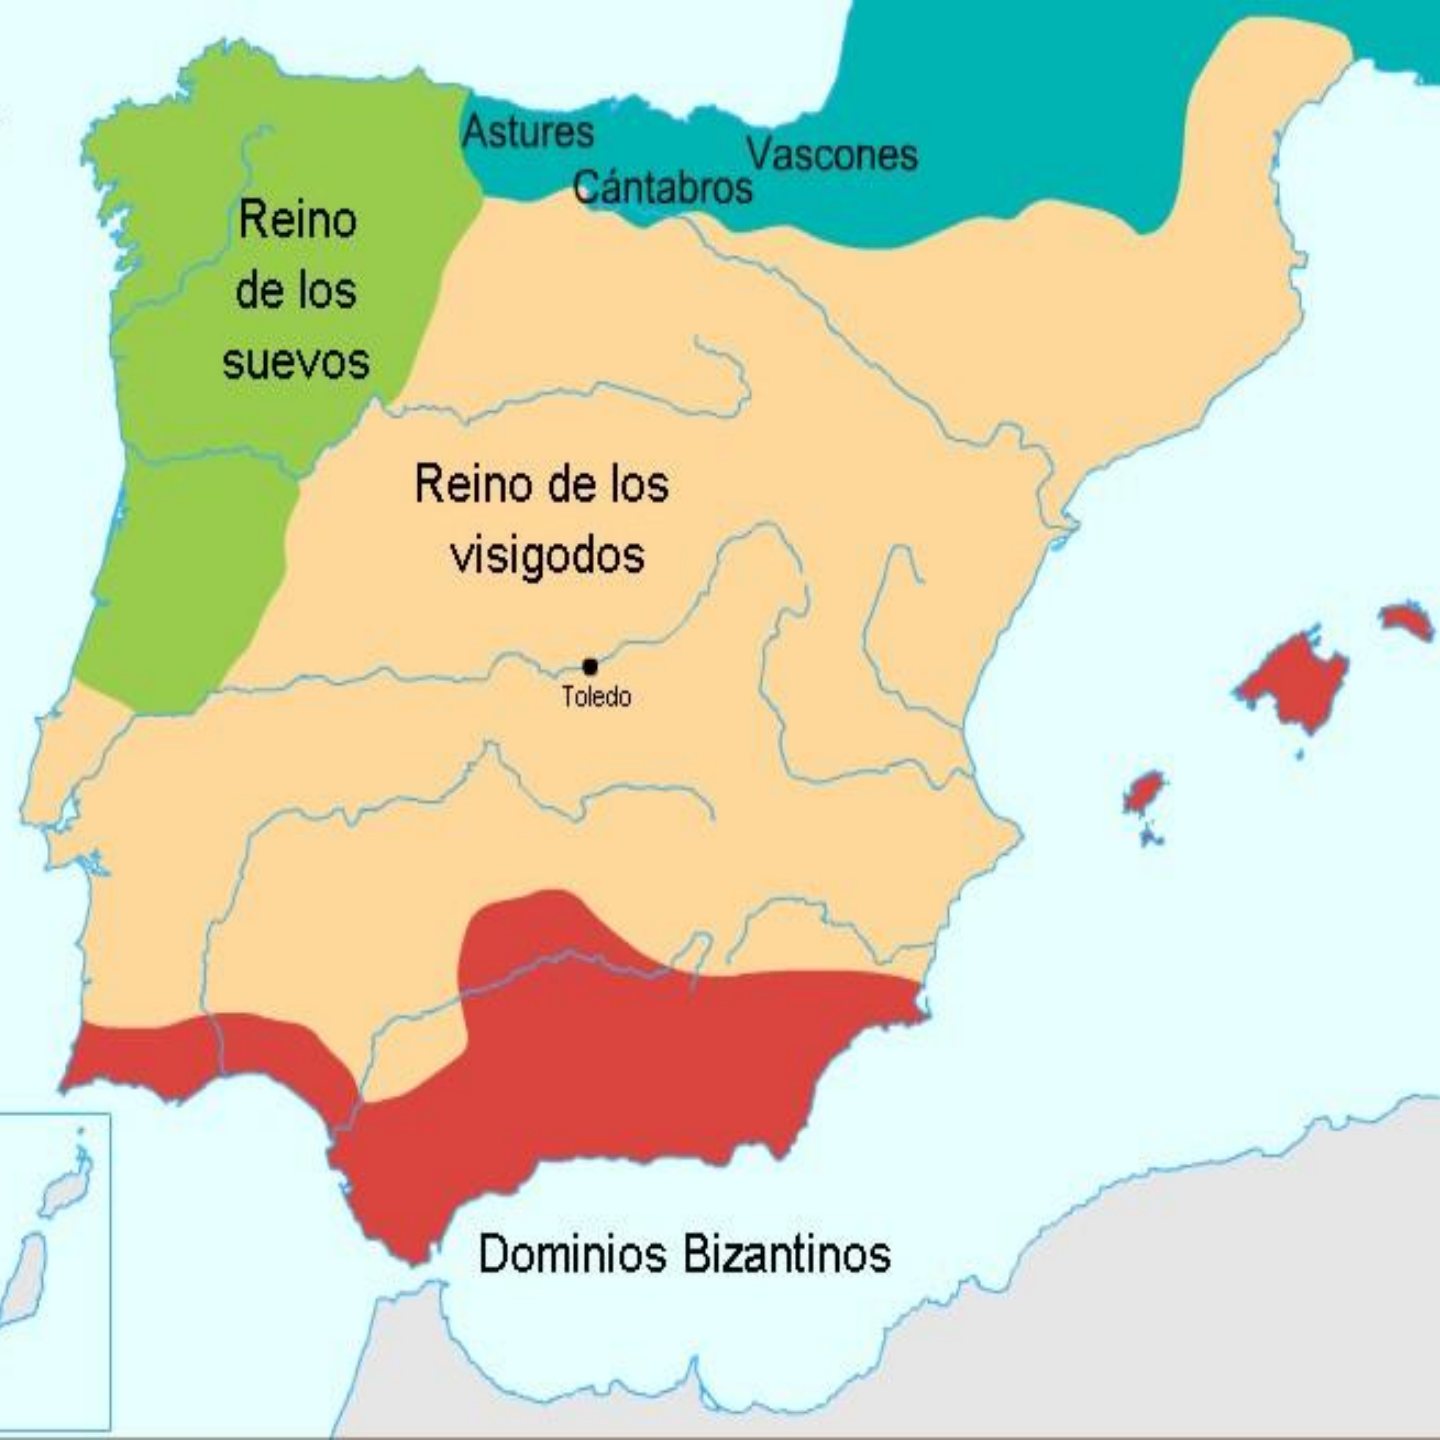 Astures
Vascones
Cántabros
Reino
de los
suevos
Reino de los
visigodos
Toledo
Dominios Bizantinos